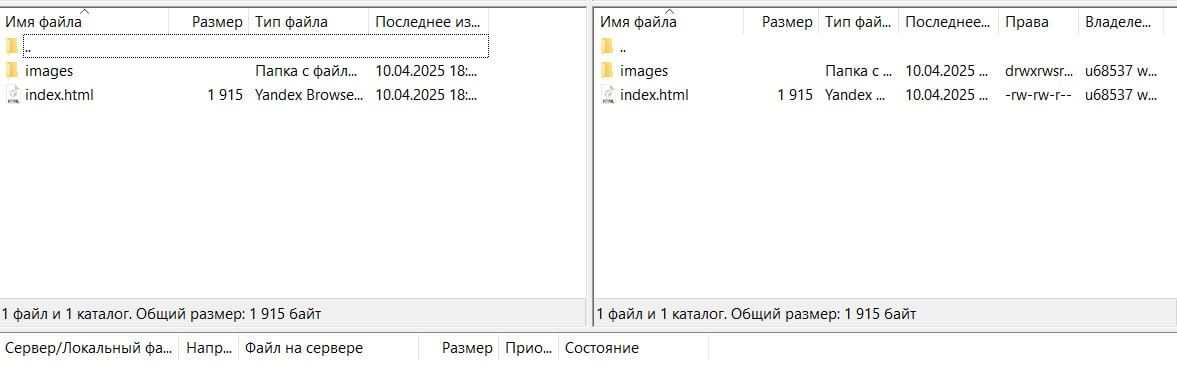 Имя файла Размер Тип файла Последнее из...
..
images Папка с файл... 10.04.2025 18:...
index.html 1 915 Yandex Browse... 10.04.2025 18:...
1 файл и 1 каталог. Общий размер: 1 915 байт
Имя файла Размер Тип фай... Последнее... Права Владеле...
..
images Папка с ... 10.04.2025 ... drwxrwsr... u68537 w...
index.html 1 915 Yandex ... 10.04.2025 ... -rw-rw-r-- u68537 w...
1 файл и 1 каталог. Общий размер: 1 915 байт
Сервер/Локальный фа... Напр... Файл на сервере Размер Прио... Состояние